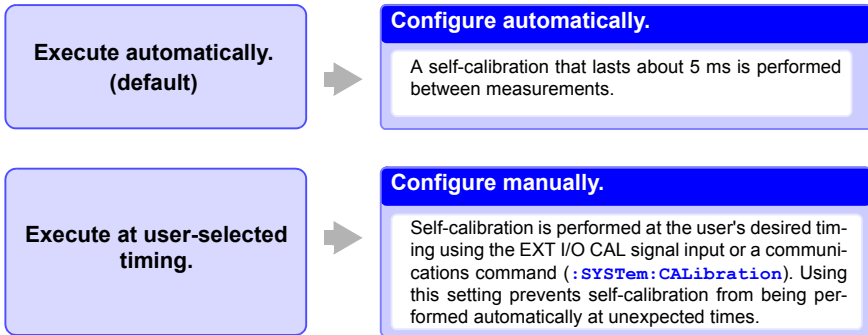 Execute automatically.
(default)
Configure automatically.
A self-calibration that lasts about 5 ms is performed
between measurements.
Execute at user-selected
timing.
Configure manually.
Self-calibration is performed at the user's desired tim-
ing using the EXT I/O CAL signal input or a communi-
cations command (:SYSTem:CALibration). Using
this setting prevents self-calibration from being per-
formed automatically at unexpected times.